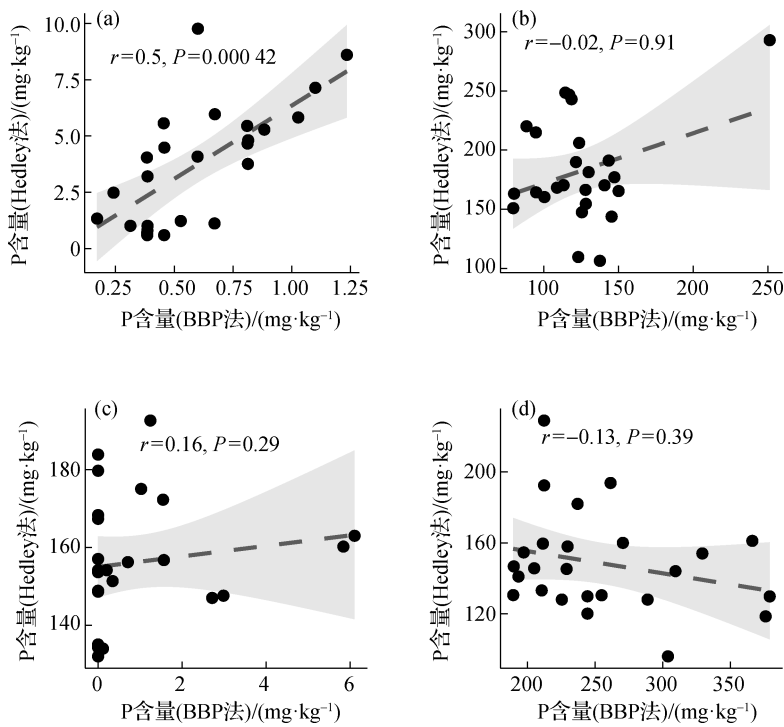 (a)
r=0.5, P=0.000 42
10.0
7.5
5.0
2.5
0
P含量(Hedley法)/(mg·kg⁻¹)
0.25 0.50 0.75 1.00 1.25
P含量(BBP法)/(mg·kg⁻¹)
(b)
r=−0.02, P=0.91
300
250
200
150
100
P含量(Hedley法)/(mg·kg⁻¹)
100 150 200 250
P含量(BBP法)/(mg·kg⁻¹)
(c)
r=0.16, P=0.29
180
160
140
P含量(Hedley法)/(mg·kg⁻¹)
0 2 4 6
P含量(BBP法)/(mg·kg⁻¹)
(d)
r=−0.13, P=0.39
200
160
120
P含量(Hedley法)/(mg·kg⁻¹)
200 250 300 350
P含量(BBP法)/(mg·kg⁻¹)